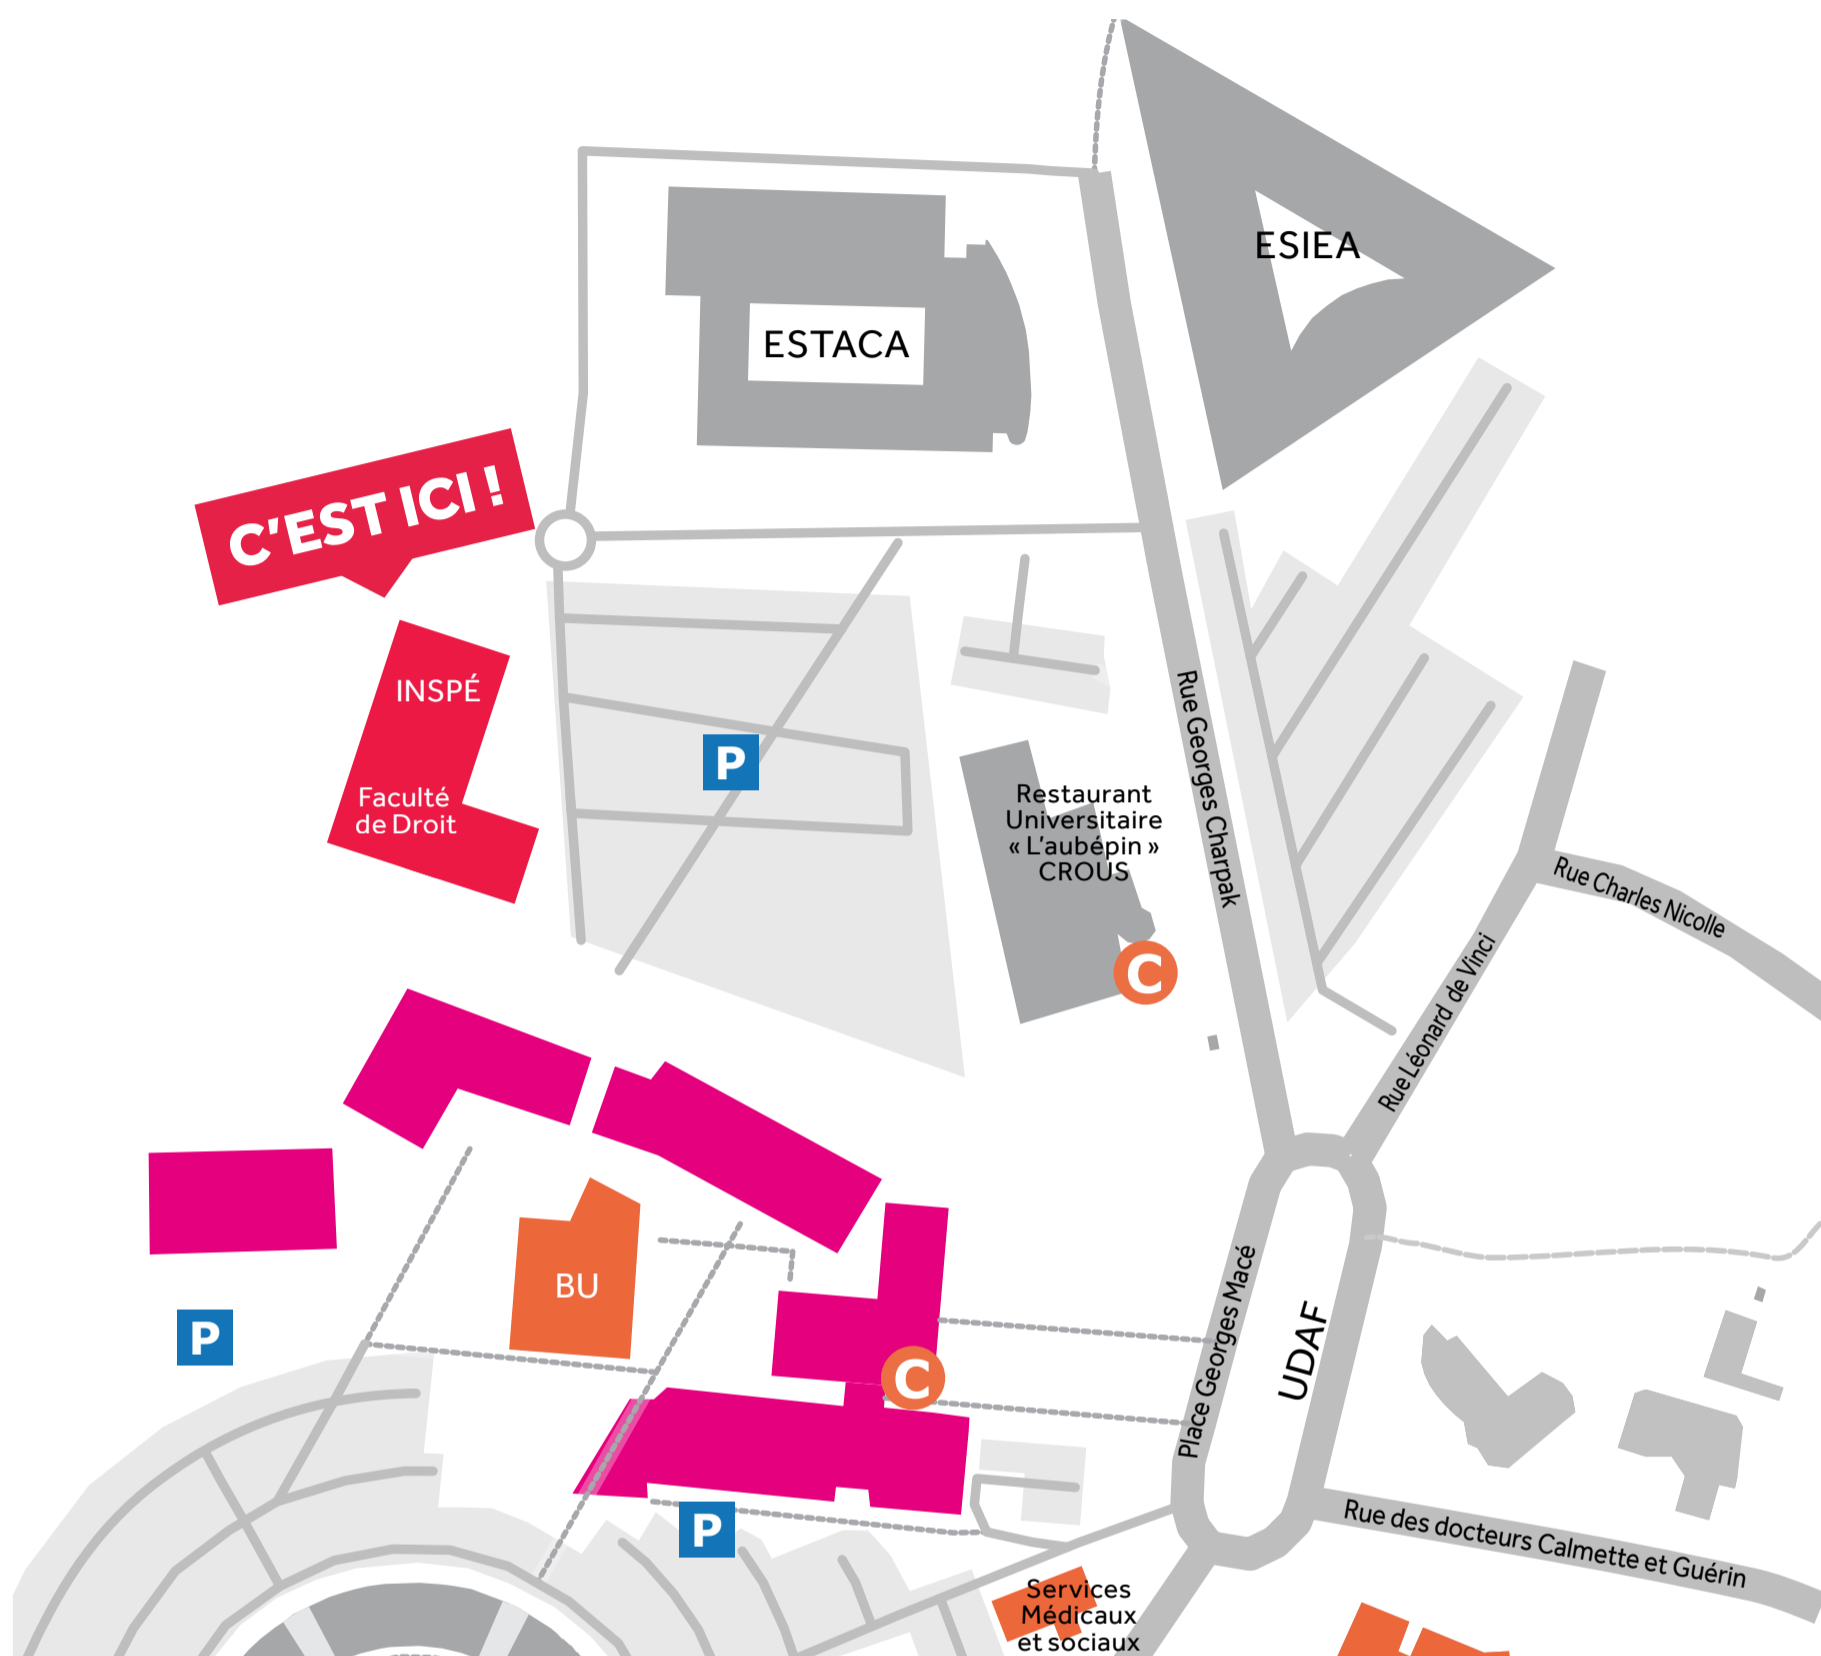 ESIEA
ESTACA
C'EST ICI !
INSPÉ
Faculté
de Droit
P
Restaurant
Universitaire
« L'aubépin »
CROUS
C
Rue Georges Charpak
Rue Charles Nicolle
Rue Léonard de Vinci
BU
P
C
Place Georges Macé
UDAF
P
Rue des docteurs Calmette et Guérin
Services
Médicaux
et sociaux